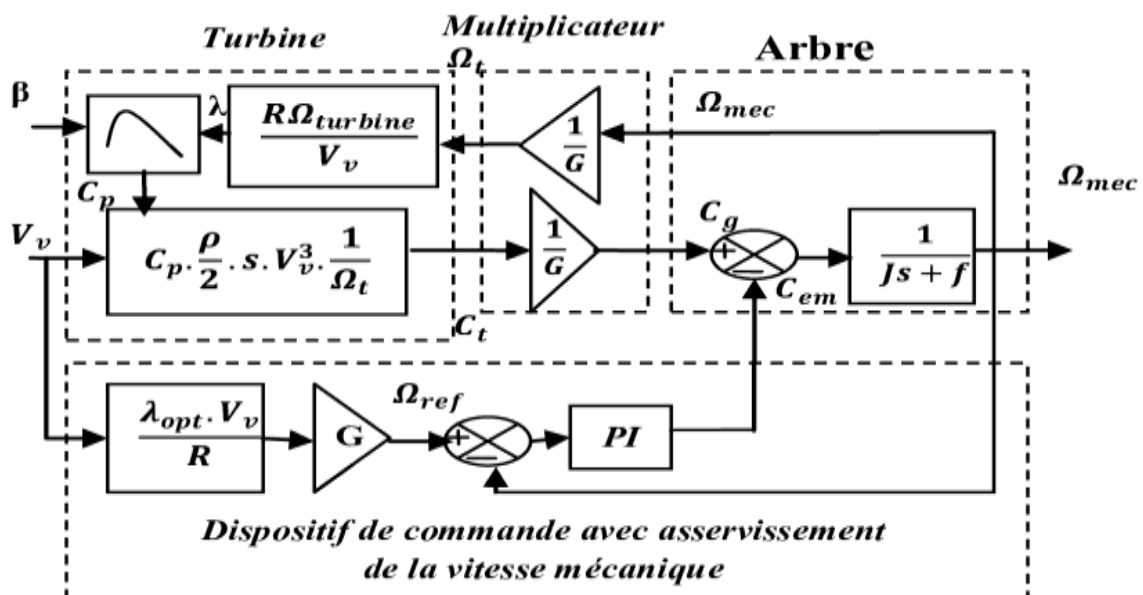 Turbine
Multiplicateur
Arbre
Ω_t
β
λ
RΩ_turbine / V_v
1/G
Ω_mec
Ω_mec
C_p
V_v
C_p . ρ/2 . s . V_v^3 . 1/Ω_t
1/G
C_g
+
−
C_em
1 / (Js + f)
C_t
λ_opt . V_v / R
G
Ω_ref
+
−
PI
Dispositif de commande avec asservissement
de la vitesse mécanique